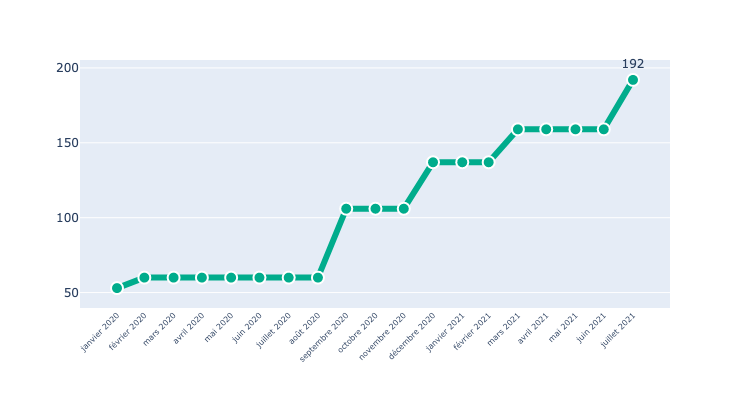 192
200
150
100
50
janvier 2020
février 2020
mars 2020
avril 2020
mai 2020
juin 2020
juillet 2020
août 2020
septembre 2020
octobre 2020
novembre 2020
décembre 2020
janvier 2021
février 2021
mars 2021
avril 2021
mai 2021
juin 2021
juillet 2021